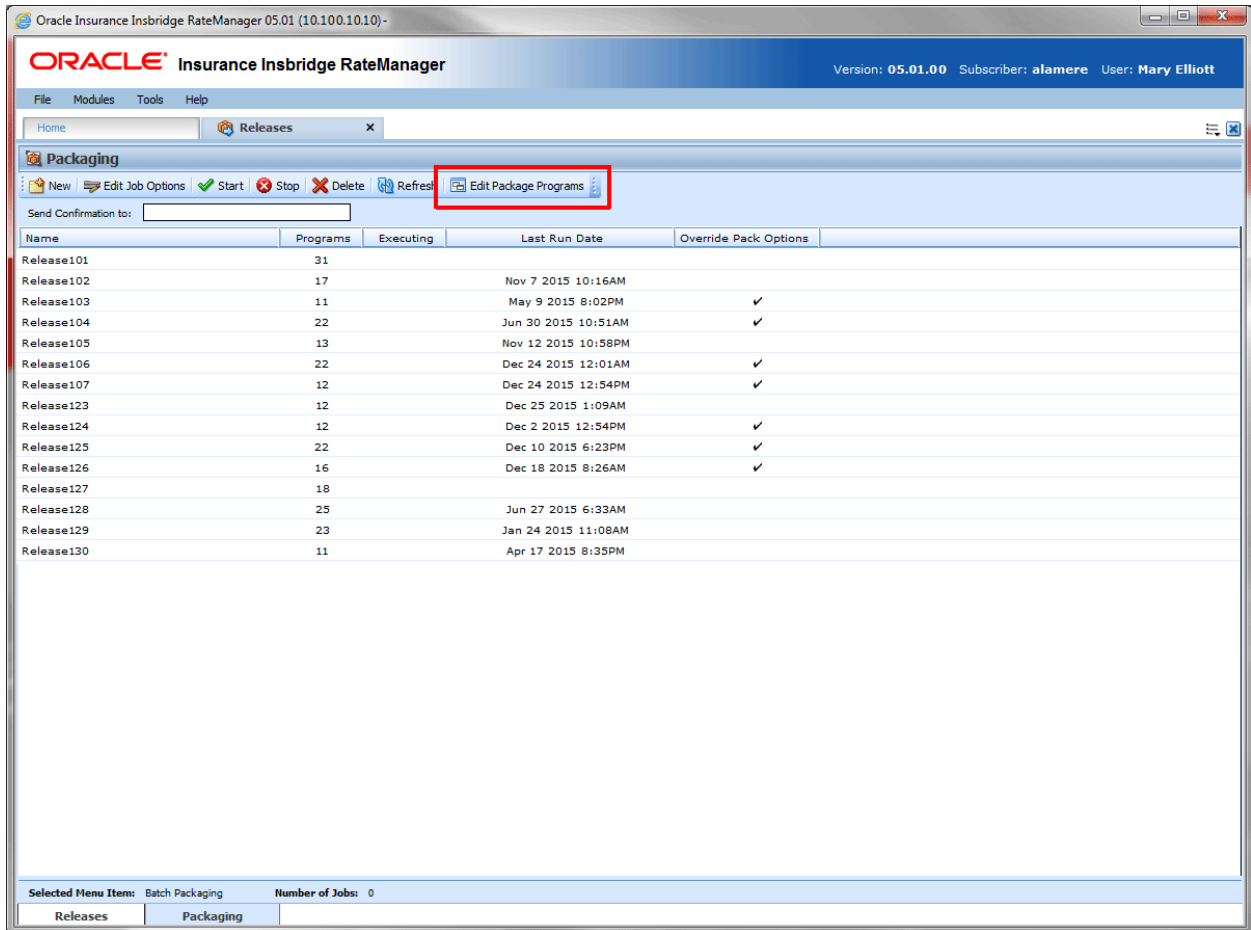 Oracle Insurance Insbridge RateManager 05.01 (10.100.10.10) -
ORACLE Insurance Insbridge RateManager
Version: 05.01.00 Subscriber: alamere User: Mary Elliott
File Modules Tools Help
Home Releases
Packaging
New Edit Job Options Start Stop Delete Refresh Edit Package Programs
Send Confirmation to:
Name Programs Executing Last Run Date Override Pack Options
Release101 31
Release102 17 Nov 7 2015 10:16AM
Release103 11 May 9 2015 8:02PM ✔
Release104 22 Jun 30 2015 10:51AM ✔
Release105 13 Nov 12 2015 10:58PM
Release106 22 Dec 24 2015 12:01AM ✔
Release107 12 Dec 24 2015 12:54PM ✔
Release123 12 Dec 25 2015 1:09AM
Release124 12 Dec 2 2015 12:54PM ✔
Release125 22 Dec 10 2015 6:23PM ✔
Release126 16 Dec 18 2015 8:26AM ✔
Release127 18
Release128 25 Jun 27 2015 6:33AM
Release129 23 Jan 24 2015 11:08AM
Release130 11 Apr 17 2015 8:35PM
Selected Menu Item: Batch Packaging Number of Jobs: 0
Releases Packaging